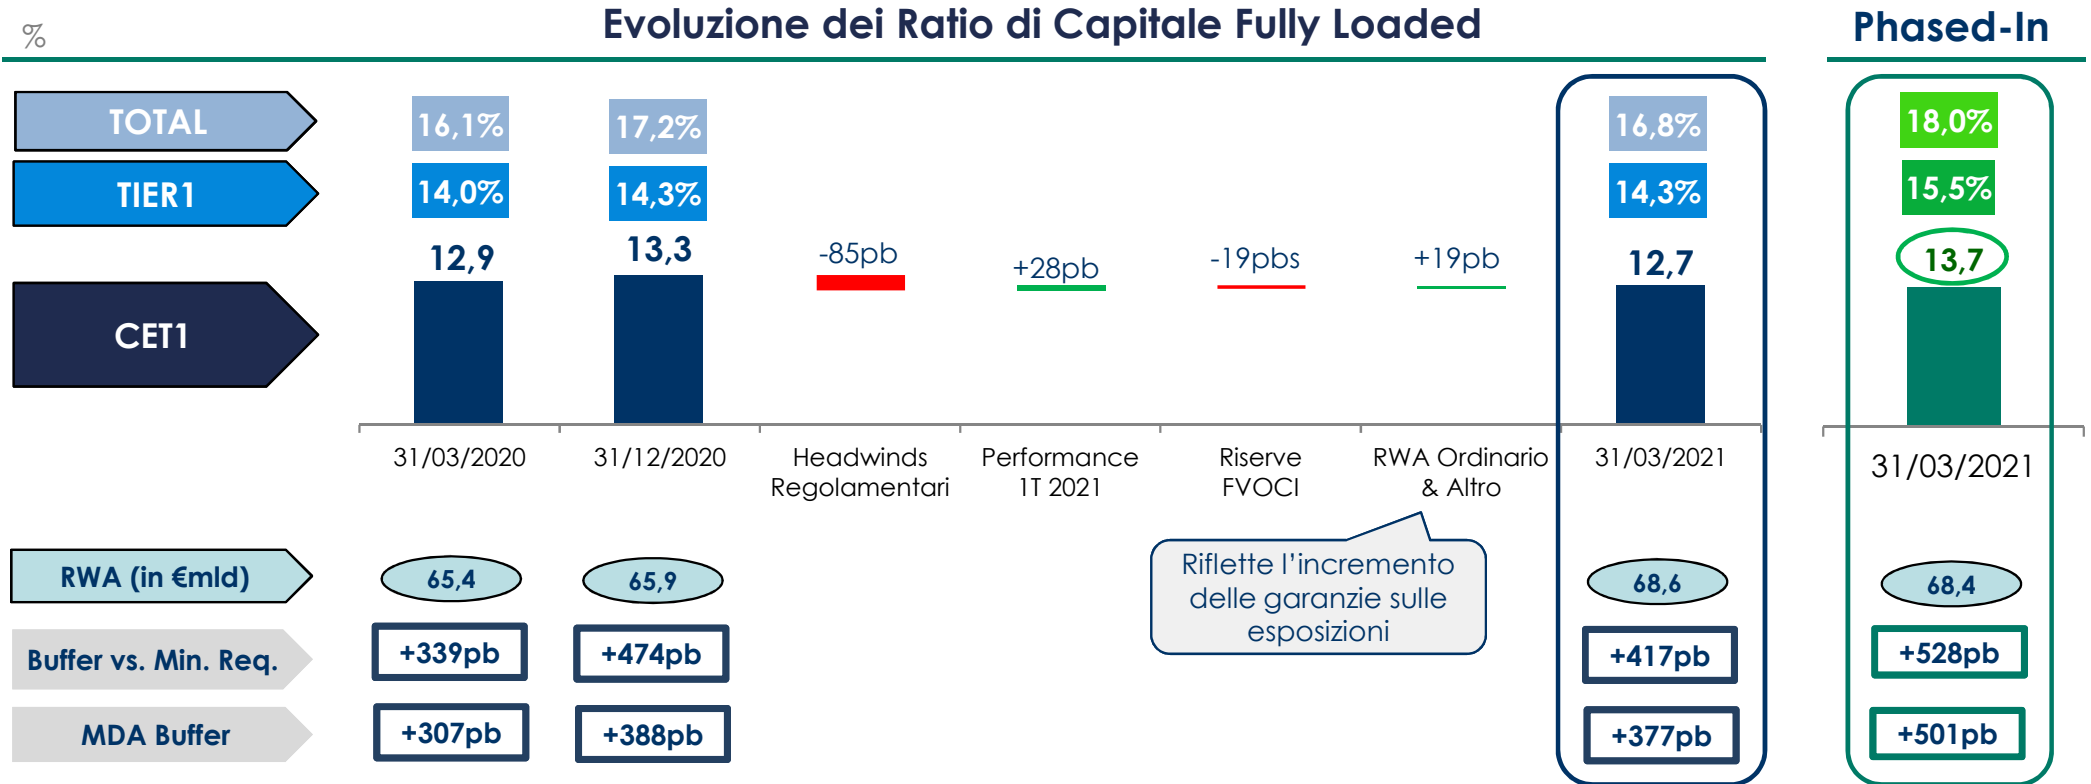 %
Evoluzione dei Ratio di Capitale Fully Loaded
Phased-In
TOTAL
16,1%
17,2%
16,8%
18,0%
TIER1
14,0%
14,3%
14,3%
15,5%
CET1
12,9
13,3
-85pb
+28pb
-19pbs
+19pb
12,7
13,7
31/03/2020
31/12/2020
Headwinds
Regolamentari
Performance
1T 2021
Riserve
FVOCI
RWA Ordinario
& Altro
31/03/2021
31/03/2021
Riflette l'incremento
delle garanzie sulle
esposizioni
RWA (in €mld)
65,4
65,9
68,6
68,4
Buffer vs. Min. Req.
+339pb
+474pb
+417pb
+528pb
MDA Buffer
+307pb
+388pb
+377pb
+501pb